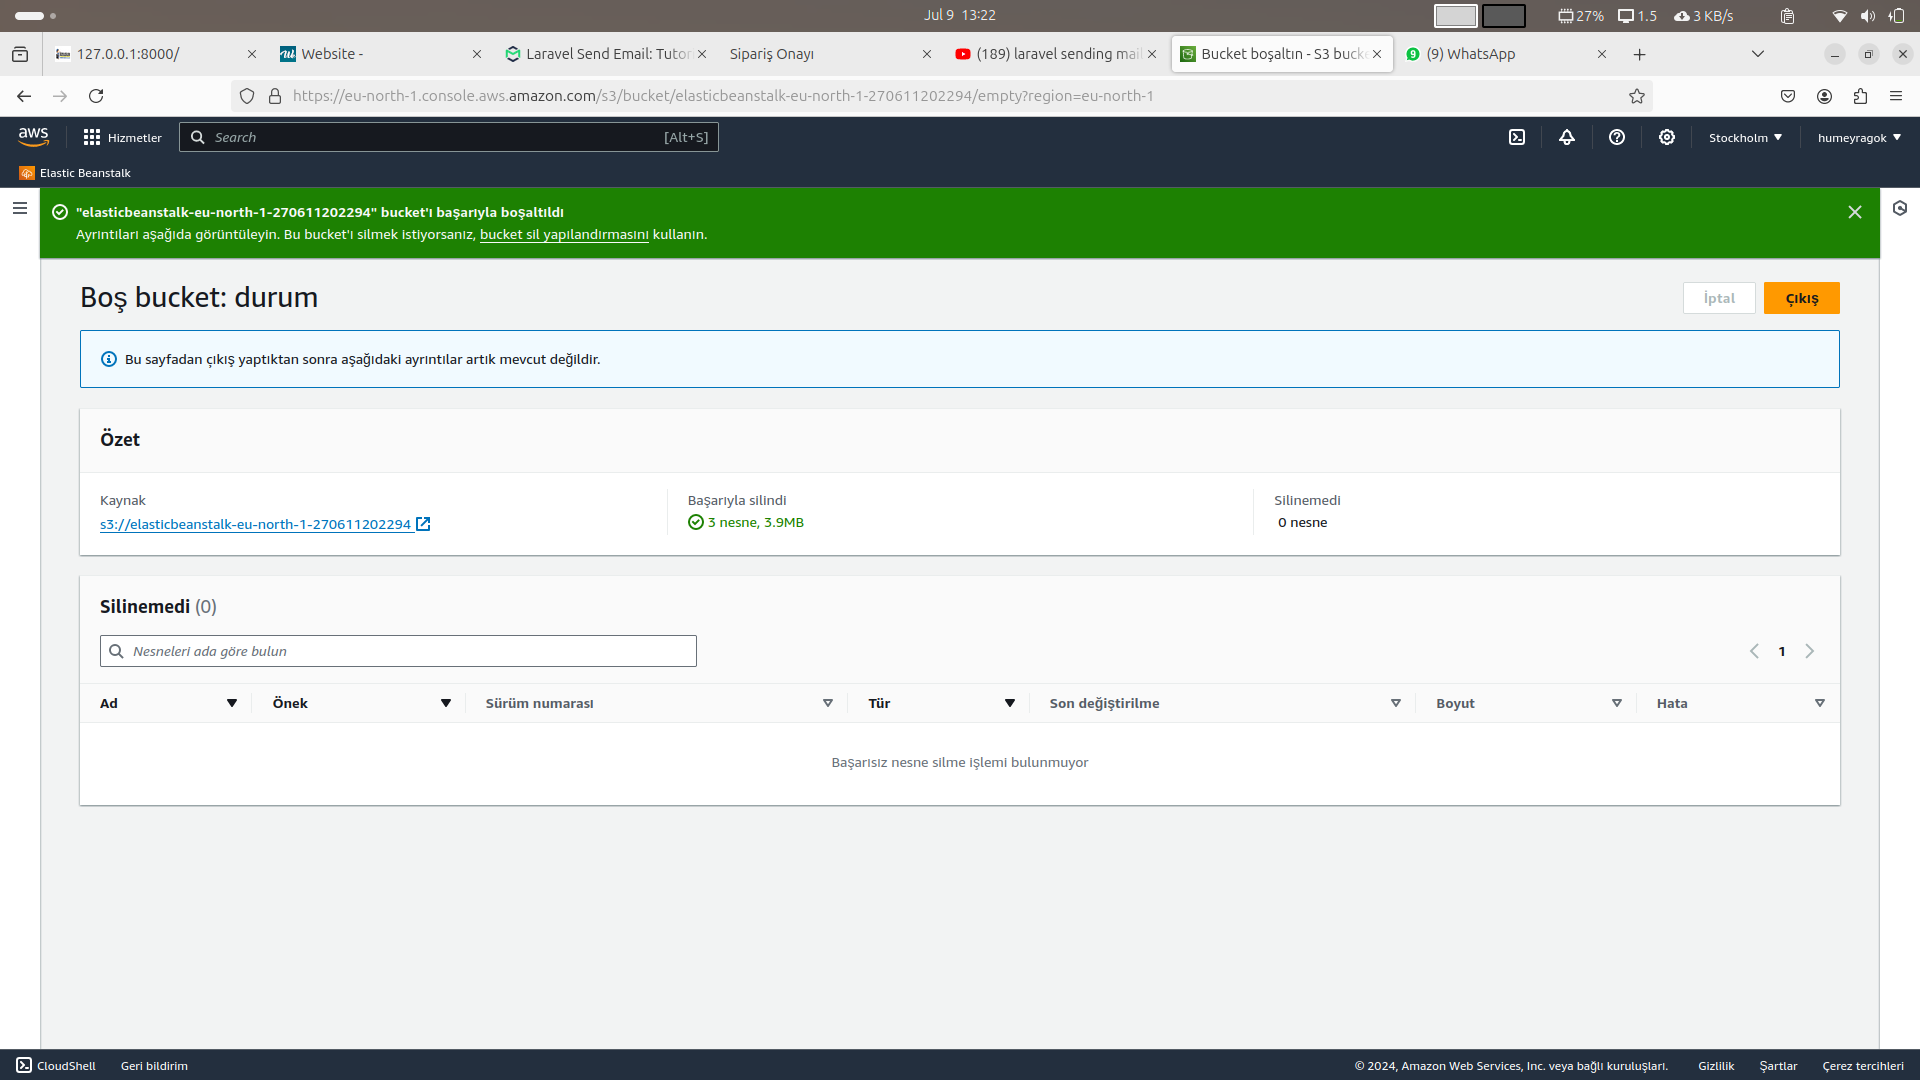 Jul 9 13:22
27%
1.5
3 KB/s
127.0.0.1:8000/
Website -
Laravel Send Email: Tutor
Sipariş Onayı
(189) laravel sending mail
Bucket boşaltın - S3 bucke
(9) WhatsApp
https://eu-north-1.console.aws.amazon.com/s3/bucket/elasticbeanstalk-eu-north-1-270611202294/empty?region=eu-north-1
aws
Hizmetler
Search
[Alt+S]
Stockholm
humeyragok
Elastic Beanstalk
"elasticbeanstalk-eu-north-1-270611202294" bucket'ı başarıyla boşaltıldı
Ayrıntıları aşağıda görüntüleyin. Bu bucket'ı silmek istiyorsanız, bucket sil yapılandırmasını kullanın.
Boş bucket: durum
İptal
Çıkış
Bu sayfadan çıkış yaptıktan sonra aşağıdaki ayrıntılar artık mevcut değildir.
Özet
Kaynak
s3://elasticbeanstalk-eu-north-1-270611202294
Başarıyla silindi
3 nesne, 3.9MB
Silinemedi
0 nesne
Silinemedi (0)
Nesneleri ada göre bulun
1
Ad
Önek
Sürüm numarası
Tür
Son değiştirilme
Boyut
Hata
Başarısız nesne silme işlemi bulunmuyor
CloudShell
Geri bildirim
© 2024, Amazon Web Services, Inc. veya bağlı kuruluşları.
Gizlilik
Şartlar
Çerez tercihleri